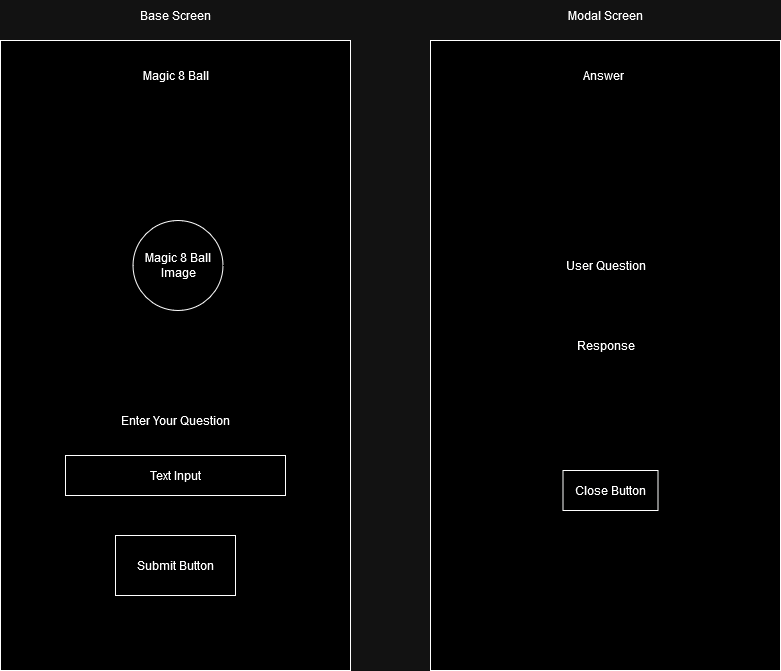 Base Screen
Magic 8 Ball
Magic 8 Ball
Image
Enter Your Question
Text Input
Submit Button
Modal Screen
Answer
User Question
Response
Close Button